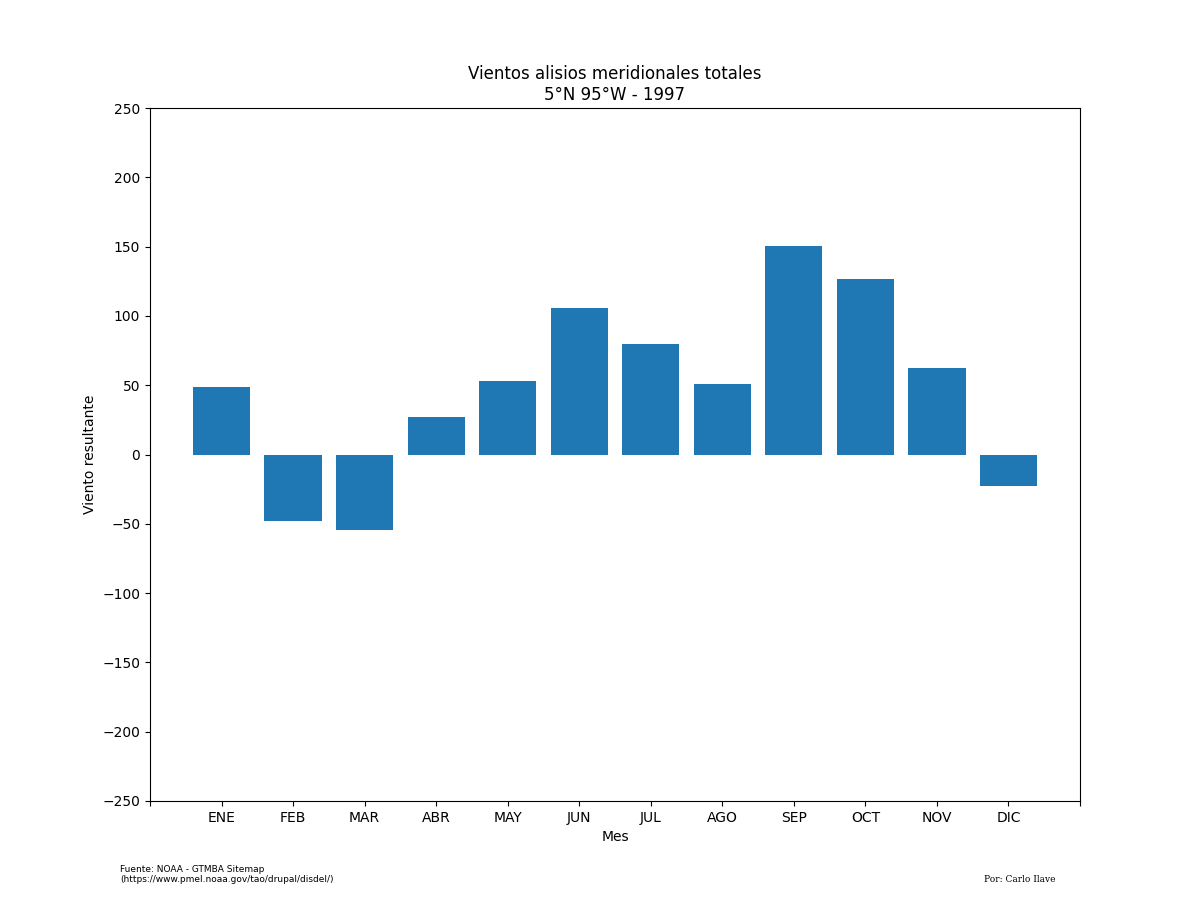 Vientos alisios meridionales totales
5°N 95°W - 1997
250
200
150
100
50
0
−50
−100
−150
−200
−250
Viento resultante
ENE FEB MAR ABR MAY JUN JUL AGO SEP OCT NOV DIC
Mes
Fuente: NOAA - GTMBA Sitemap
(https://www.pmel.noaa.gov/tao/drupal/disdel/)
Por: Carlo Ilave